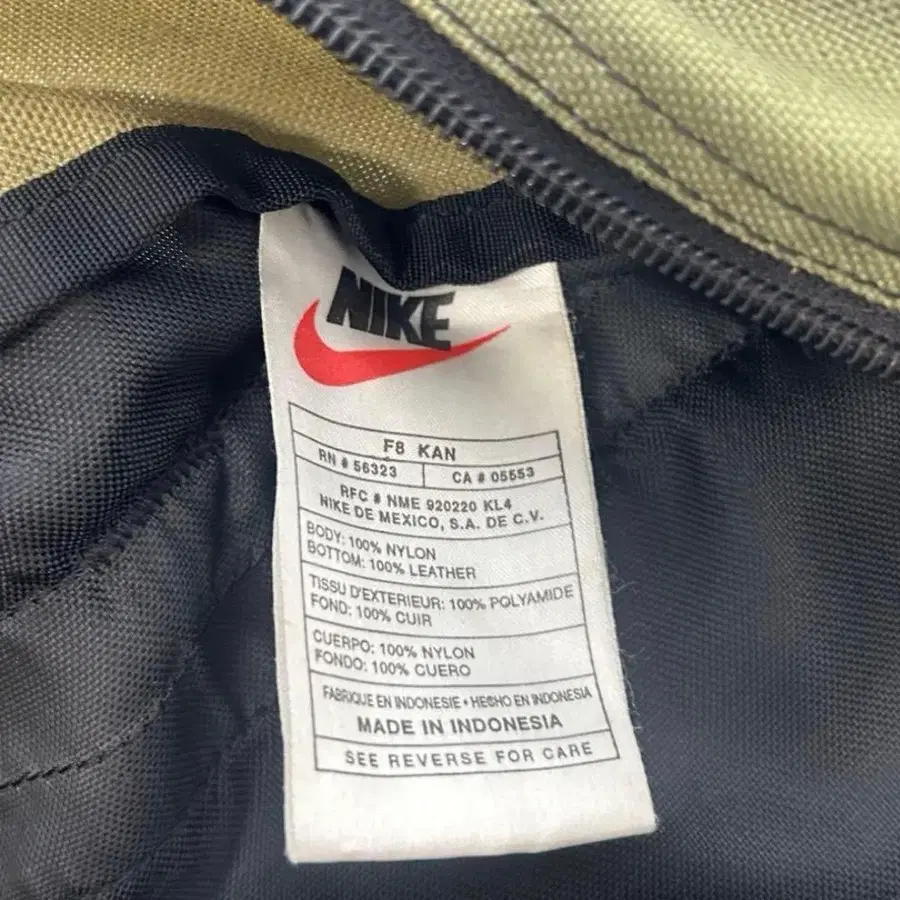 NIKE
F8 KAN
RN # 56323 CA # 05553
RFC # NME 920220 KL4
NIKE DE MEXICO, S.A. DE C.V.
BODY: 100% NYLON
BOTTOM: 100% LEATHER
TISSU D'EXTERIEUR: 100% POLYAMIDE
FOND: 100% CUIR
CUERPO: 100% NYLON
FONDO: 100% CUERO
FABRIQUE EN INDONESIE • HECHO EN INDONESIA
MADE IN INDONESIA
SEE REVERSE FOR CARE